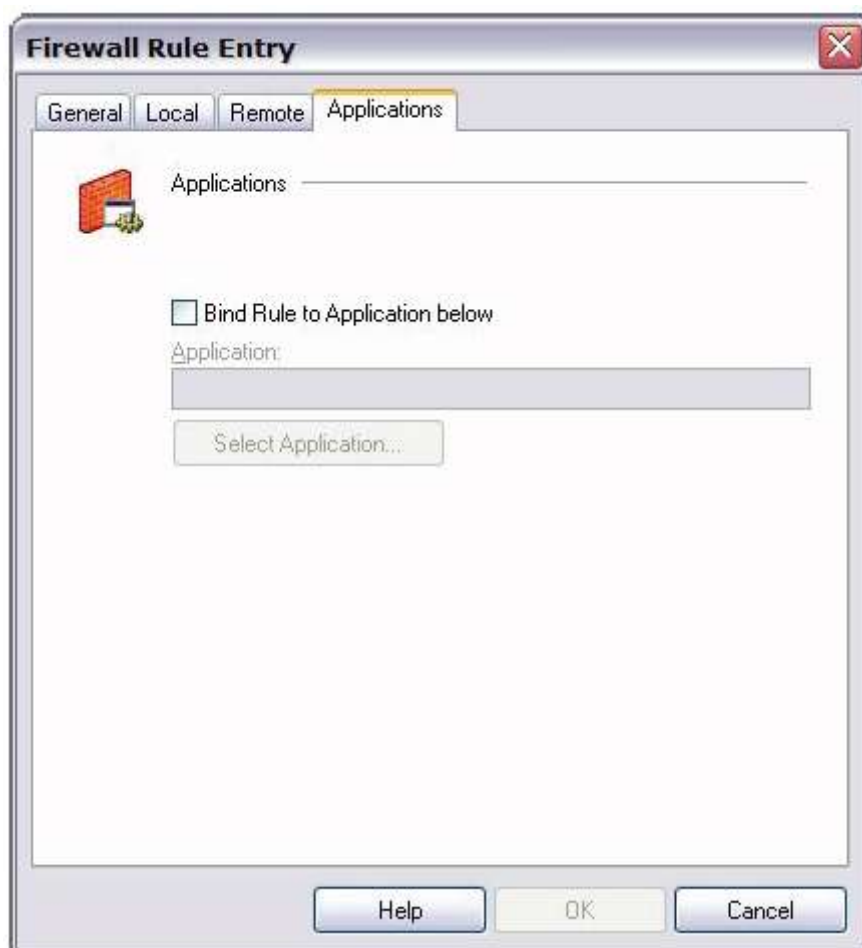 Firewall Rule Entry
General Local Remote Applications
Applications
Bind Rule to Application below
Application:
Select Application...
Help OK Cancel